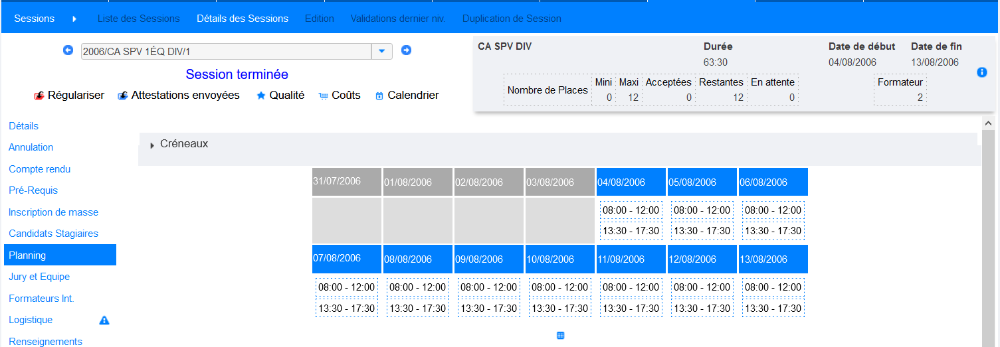 Sessions Liste des Sessions Détails des Sessions Edition Validations dernier niv. Duplication de Session
2006/CA SPV 1ÉQ DIV/1
Session terminée
Régulariser Attestations envoyées Qualité Coûts Calendrier
CA SPV DIV Durée Date de début Date de fin
63:30 04/08/2006 13/08/2006
Nombre de Places Mini Maxi Acceptées Restantes En attente Formateur
0 12 0 12 0 2
Détails
Annulation
Compte rendu
Pré-Requis
Inscription de masse
Candidats Stagiaires
Planning
Jury et Equipe
Formateurs Int.
Logistique
Renseignements
Créneaux
31/07/2006 01/08/2006 02/08/2006 03/08/2006 04/08/2006 05/08/2006 06/08/2006
08:00 - 12:00 08:00 - 12:00 08:00 - 12:00
13:30 - 17:30 13:30 - 17:30 13:30 - 17:30
07/08/2006 08/08/2006 09/08/2006 10/08/2006 11/08/2006 12/08/2006 13/08/2006
08:00 - 12:00 08:00 - 12:00 08:00 - 12:00 08:00 - 12:00 08:00 - 12:00 08:00 - 12:00 08:00 - 12:00
13:30 - 17:30 13:30 - 17:30 13:30 - 17:30 13:30 - 17:30 13:30 - 17:30 13:30 - 17:30 13:30 - 17:30